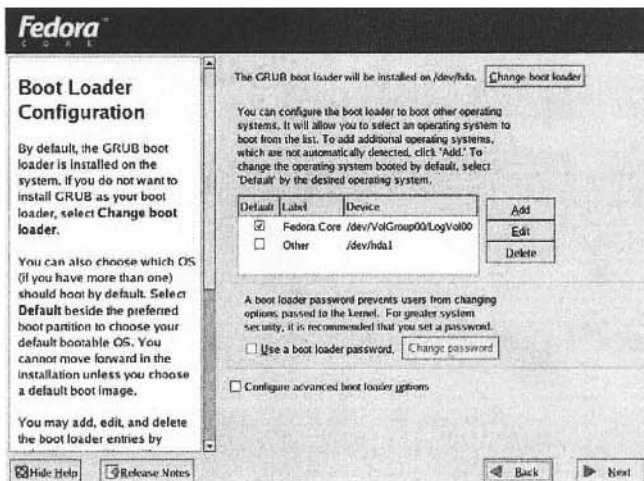 Fedora
CORE
Boot Loader
Configuration
By default, the GRUB boot
loader is installed on the
system. If you do not want to
install GRUB as your boot
loader, select Change boot
loader.
You can also choose which OS
(if you have more than one)
should boot by default. Select
Default beside the preferred
boot partition to choose your
default bootable OS. You
cannot move forward in the
installation unless you choose
a default boot image.
You may add, edit, and delete
the boot loader entries by
The GRUB boot loader will be installed on /dev/hda. Change boot loader
You can configure the boot loader to boot other operating
systems. It will allow you to select an operating system to
boot from the list. To add additional operating systems,
which are not automatically detected, click 'Add.' To
change the operating system booted by default, select
'Default' by the desired operating system.
Default Label Device
Fedora Core /dev/VolGroup00/LogVol00
Other /dev/hda1
Add
Edit
Delete
A boot loader password prevents users from changing
options passed to the kernel. For greater system
security, it is recommended that you set a password.
Use a boot loader password. Change password
Configure advanced boot loader options
Hide Help Release Notes Back Next